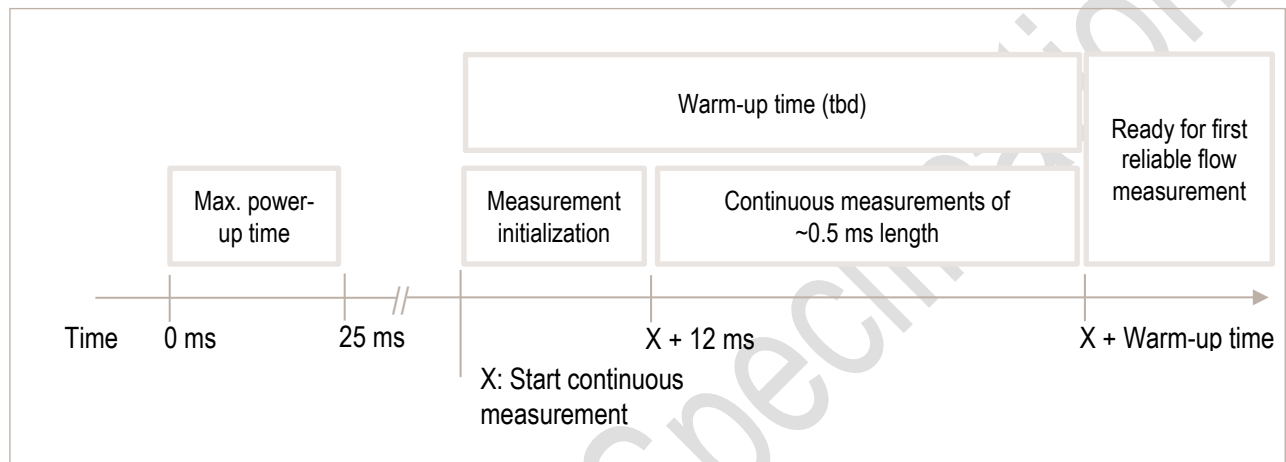 Warm-up time (tbd)
Ready for first
reliable flow
measurement
Max. power-
up time
Measurement
initialization
Continuous measurements of
~0.5 ms length
Time
0 ms
25 ms
X + 12 ms
X + Warm-up time
X: Start continuous
measurement